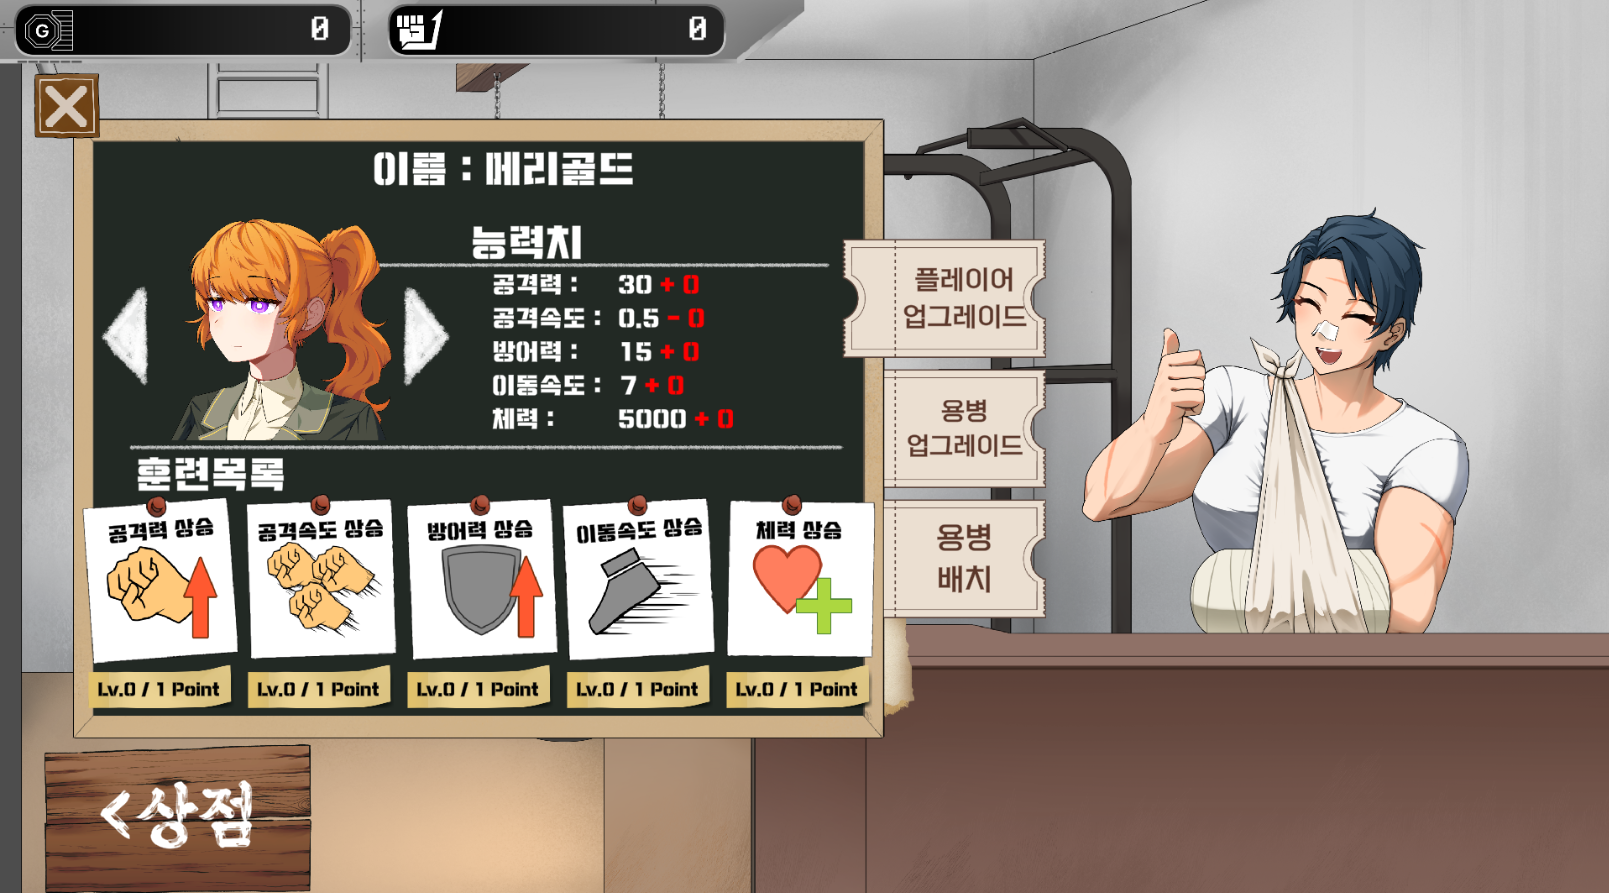 G
0
0
이름 : 메리골드
능력치
공격력 : 30 + 0
공격속도 : 0.5 - 0
방어력 : 15 + 0
이동속도 : 7 + 0
체력 : 5000 + 0
훈련목록
공격력 상승
공격속도 상승
방어력 상승
이동속도 상승
체력 상승
Lv.0 / 1 Point
Lv.0 / 1 Point
Lv.0 / 1 Point
Lv.0 / 1 Point
Lv.0 / 1 Point
플레이어
업그레이드
용병
업그레이드
용병
배치
<상점